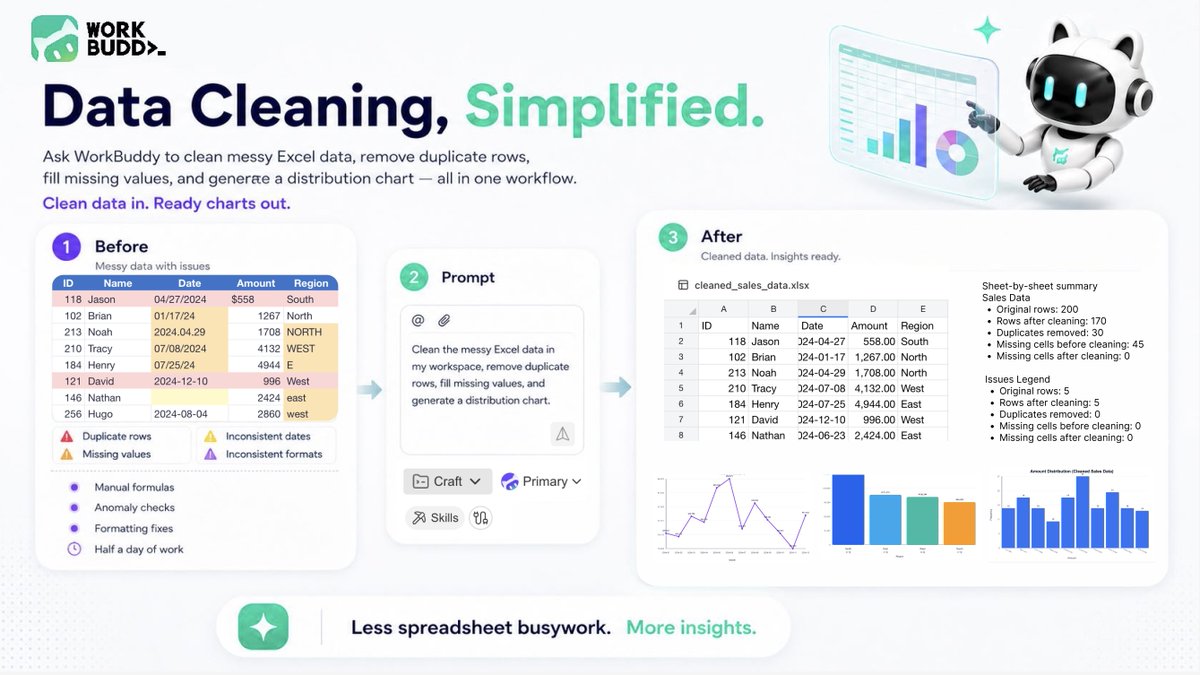 WORK
BUDD>_
Data Cleaning, Simplified.
Ask WorkBuddy to clean messy Excel data, remove duplicate rows,
fill missing values, and generate a distribution chart — all in one workflow.
Clean data in. Ready charts out.
1 Before
Messy data with issues
ID Name Date Amount Region
118 Jason 04/27/2024 $558 South
102 Brian 01/17/24 1267 North
213 Noah 2024.04.29 1708 NORTH
210 Tracy 07/08/2024 4132 WEST
184 Henry 07/25/24 4944 E
121 David 2024-12-10 996 West
146 Nathan 2424 east
256 Hugo 2024-08-04 2860 west
Duplicate rows Inconsistent dates
Missing values Inconsistent formats
Manual formulas
Anomaly checks
Formatting fixes
Half a day of work
2 Prompt
@
Clean the messy Excel data in
my workspace, remove duplicate
rows, fill missing values, and
generate a distribution chart.
Craft Primary
Skills
3 After
Cleaned data. Insights ready.
cleaned_sales_data.xlsx
A B C D E
1 ID Name Date Amount Region
2 118 Jason 024-04-27 558.00 South
3 102 Brian 024-01-17 1,267.00 North
4 213 Noah 024-04-29 1,708.00 North
5 210 Tracy 024-07-08 4,132.00 West
6 184 Henry 024-07-25 4,944.00 East
7 121 David 024-12-10 996.00 West
8 146 Nathan 024-06-23 2,424.00 East
Sheet-by-sheet summary
Sales Data
• Original rows: 200
• Rows after cleaning: 170
• Duplicates removed: 30
• Missing cells before cleaning: 45
• Missing cells after cleaning: 0
Issues Legend
• Original rows: 5
• Rows after cleaning: 5
• Duplicates removed: 0
• Missing cells before cleaning: 0
• Missing cells after cleaning: 0
Amount Distribution (Cleaned Sales Data)
Less spreadsheet busywork. More insights.